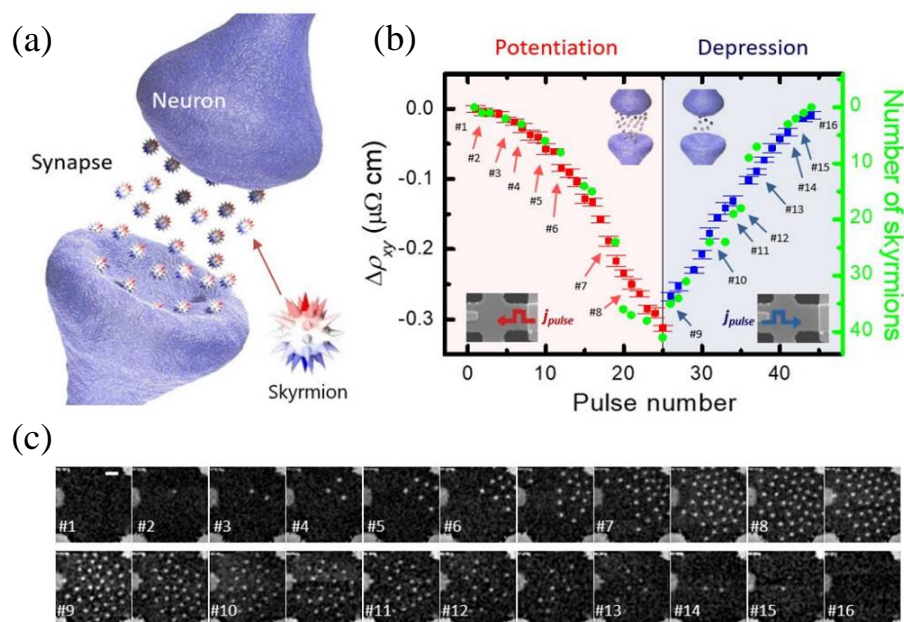 (a)
Neuron
Synapse
Skyrmion
(b)
Potentiation
Depression
Δρxy (μΩ cm)
0.0
-0.1
-0.2
-0.3
Number of skyrmions
0
10
20
30
40
#1
#2
#3
#4
#5
#6
#7
#8
#9
#10
#11
#12
#13
#14
#15
#16
jpulse
jpulse
0 10 20 30 40
Pulse number
(c)
#1 #2 #3 #4 #5 #6 #7 #8
#9 #10 #11 #12 #13 #14 #15 #16